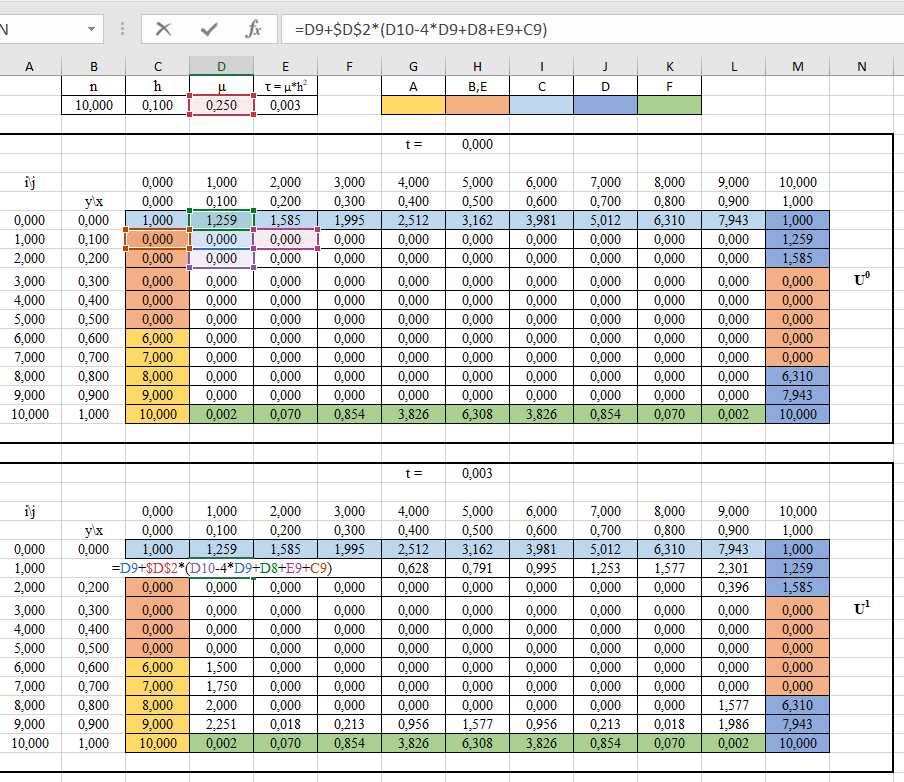 N =D9+$D$2*(D10-4*D9+D8+E9+C9)
A B C D E F G H I J K L M N
n h μ τ = μ*h² A B,E C D F
10,000 0,100 0,250 0,003
t = 0,000
i\j 0,000 1,000 2,000 3,000 4,000 5,000 6,000 7,000 8,000 9,000 10,000
y\x 0,000 0,100 0,200 0,300 0,400 0,500 0,600 0,700 0,800 0,900 1,000
0,000 0,000 1,000 1,259 1,585 1,995 2,512 3,162 3,981 5,012 6,310 7,943 1,000
1,000 0,100 0,000 0,000 0,000 0,000 0,000 0,000 0,000 0,000 0,000 0,000 1,259
2,000 0,200 0,000 0,000 0,000 0,000 0,000 0,000 0,000 0,000 0,000 0,000 1,585
3,000 0,300 0,000 0,000 0,000 0,000 0,000 0,000 0,000 0,000 0,000 0,000 0,000 U⁰
4,000 0,400 0,000 0,000 0,000 0,000 0,000 0,000 0,000 0,000 0,000 0,000 0,000
5,000 0,500 0,000 0,000 0,000 0,000 0,000 0,000 0,000 0,000 0,000 0,000 0,000
6,000 0,600 6,000 0,000 0,000 0,000 0,000 0,000 0,000 0,000 0,000 0,000 0,000
7,000 0,700 7,000 0,000 0,000 0,000 0,000 0,000 0,000 0,000 0,000 0,000 0,000
8,000 0,800 8,000 0,000 0,000 0,000 0,000 0,000 0,000 0,000 0,000 0,000 6,310
9,000 0,900 9,000 0,000 0,000 0,000 0,000 0,000 0,000 0,000 0,000 0,000 7,943
10,000 1,000 10,000 0,002 0,070 0,854 3,826 6,308 3,826 0,854 0,070 0,002 10,000
t = 0,003
i\j 0,000 1,000 2,000 3,000 4,000 5,000 6,000 7,000 8,000 9,000 10,000
y\x 0,000 0,100 0,200 0,300 0,400 0,500 0,600 0,700 0,800 0,900 1,000
0,000 0,000 1,000 1,259 1,585 1,995 2,512 3,162 3,981 5,012 6,310 7,943 1,000
1,000 =D9+$D$2*(D10-4*D9+D8+E9+C9) 0,628 0,791 0,995 1,253 1,577 2,301 1,259
2,000 0,200 0,000 0,000 0,000 0,000 0,000 0,000 0,000 0,000 0,000 0,396 1,585
3,000 0,300 0,000 0,000 0,000 0,000 0,000 0,000 0,000 0,000 0,000 0,000 0,000 U¹
4,000 0,400 0,000 0,000 0,000 0,000 0,000 0,000 0,000 0,000 0,000 0,000 0,000
5,000 0,500 0,000 0,000 0,000 0,000 0,000 0,000 0,000 0,000 0,000 0,000 0,000
6,000 0,600 6,000 1,500 0,000 0,000 0,000 0,000 0,000 0,000 0,000 0,000 0,000
7,000 0,700 7,000 1,750 0,000 0,000 0,000 0,000 0,000 0,000 0,000 0,000 0,000
8,000 0,800 8,000 2,000 0,000 0,000 0,000 0,000 0,000 0,000 0,000 1,577 6,310
9,000 0,900 9,000 2,251 0,018 0,213 0,956 1,577 0,956 0,213 0,018 1,986 7,943
10,000 1,000 10,000 0,002 0,070 0,854 3,826 6,308 3,826 0,854 0,070 0,002 10,000